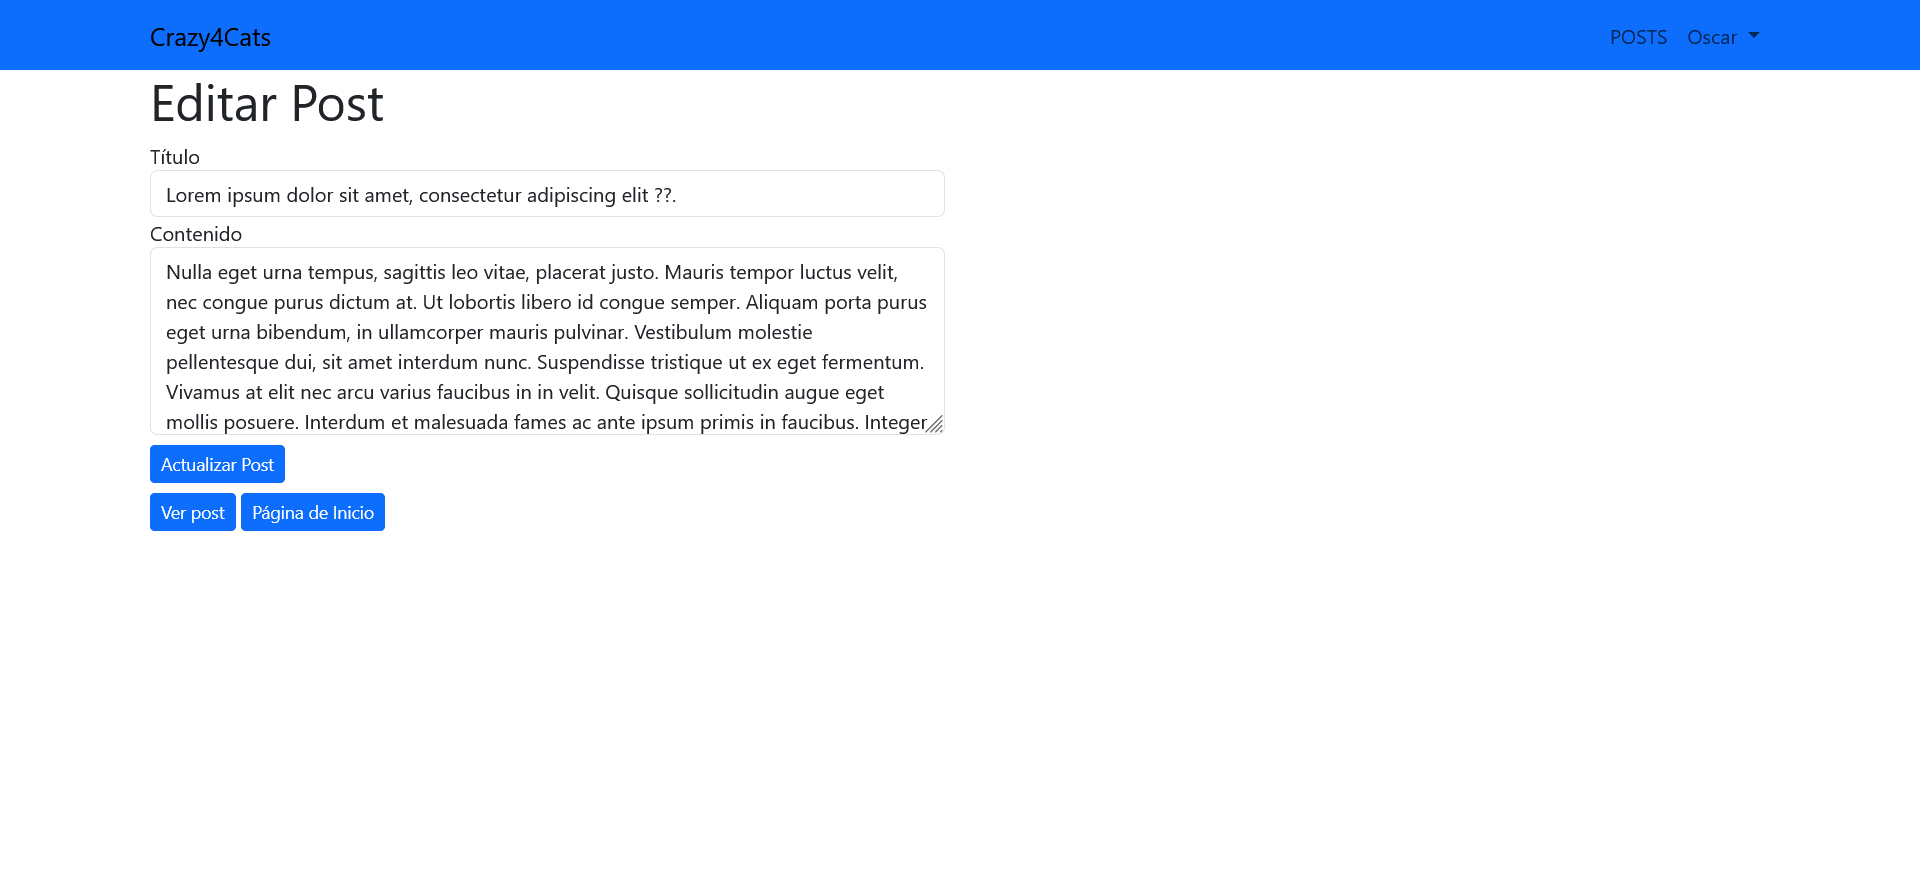 Crazy4Cats
POSTS
Oscar
Editar Post
Título
Lorem ipsum dolor sit amet, consectetur adipiscing elit ??.
Contenido
Nulla eget urna tempus, sagittis leo vitae, placerat justo. Mauris tempor luctus velit,
nec congue purus dictum at. Ut lobortis libero id congue semper. Aliquam porta purus
eget urna bibendum, in ullamcorper mauris pulvinar. Vestibulum molestie
pellentesque dui, sit amet interdum nunc. Suspendisse tristique ut ex eget fermentum.
Vivamus at elit nec arcu varius faucibus in in velit. Quisque sollicitudin augue eget
mollis posuere. Interdum et malesuada fames ac ante ipsum primis in faucibus. Integer
Actualizar Post
Ver post
Página de Inicio